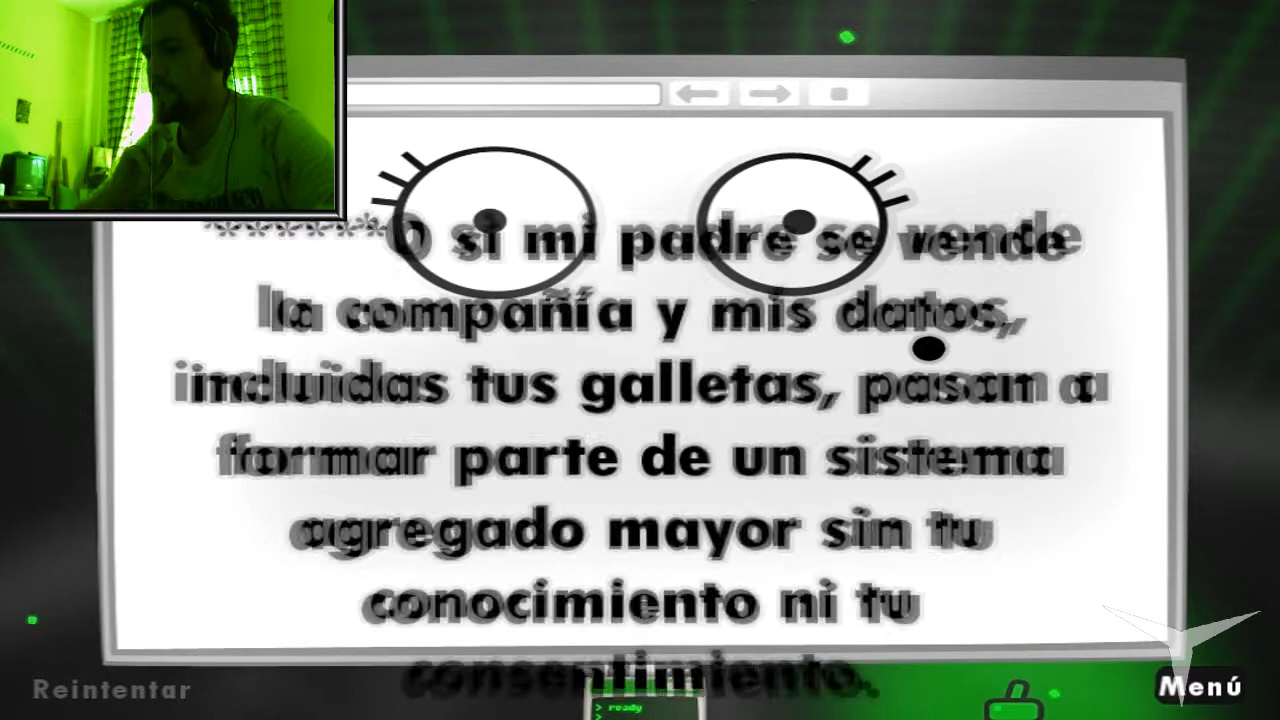 ******O si mi padre se vende
la compañía y mis datos,
incluidas tus galletas, pasan a
formar parte de un sistema
agregado mayor sin tu
conocimiento ni tu
consentimiento.
Reintentar
> ready
>
Menú